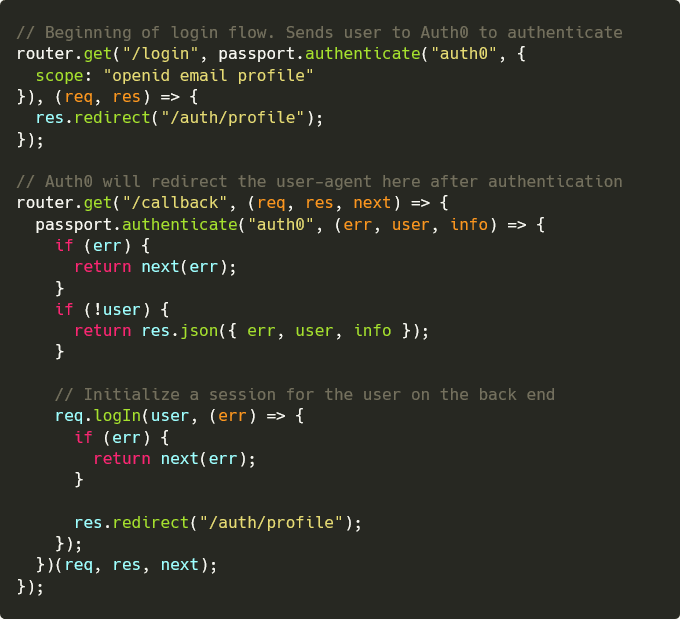 // Beginning of login flow. Sends user to Auth0 to authenticate
router.get("/login", passport.authenticate("auth0", {
  scope: "openid email profile"
}), (req, res) => {
  res.redirect("/auth/profile");
});

// Auth0 will redirect the user-agent here after authentication
router.get("/callback", (req, res, next) => {
  passport.authenticate("auth0", (err, user, info) => {
    if (err) {
      return next(err);
    }
    if (!user) {
      return res.json({ err, user, info });
    }

    // Initialize a session for the user on the back end
    req.logIn(user, (err) => {
      if (err) {
        return next(err);
      }

      res.redirect("/auth/profile");
    });
  })(req, res, next);
});